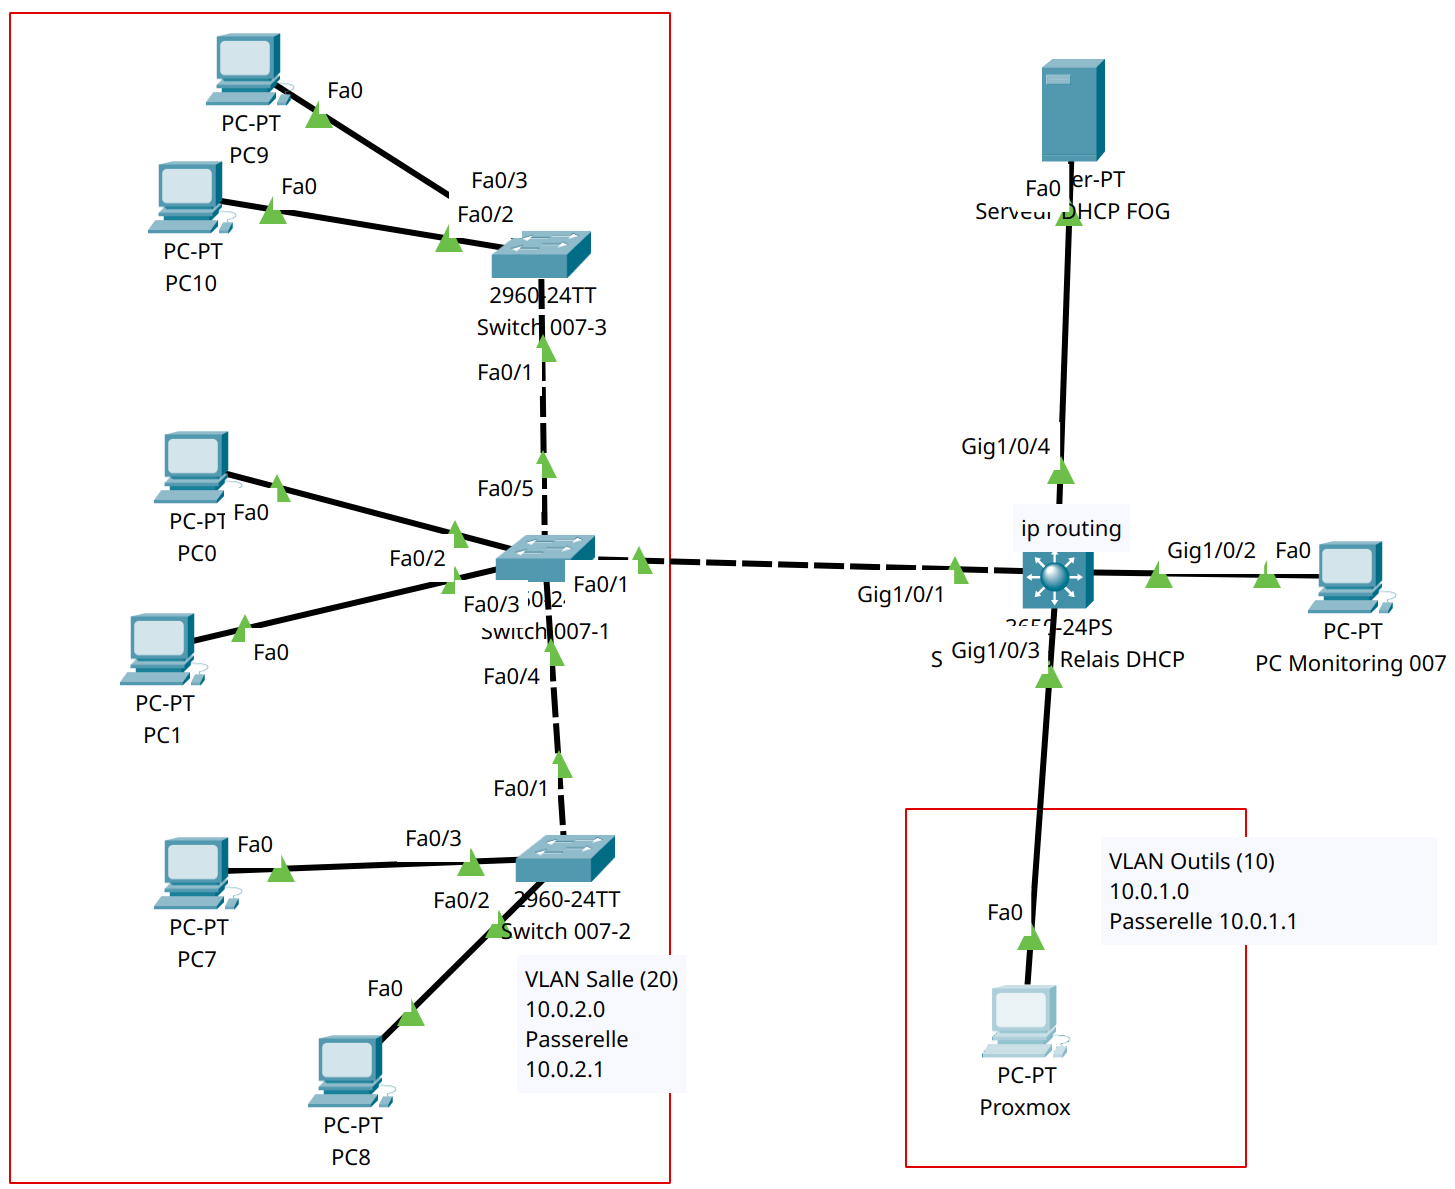 Fa0
PC-PT
PC9
Fa0/3
Fa0
Fa0/2
PC-PT
PC10
2960-24TT
Switch 007-3
Fa0/1
Fa0/5
Fa0
PC-PT
PC0
Fa0/2
Fa0/3
Fa0/1
Switch 007-1
Fa0
PC-PT
PC1
Fa0/4
Fa0/1
Fa0
Fa0/3
Fa0/2
2960-24TT
Switch 007-2
PC-PT
PC7
Fa0
PC-PT
PC8
VLAN Salle (20)
10.0.2.0
Passerelle
10.0.2.1
Fa0
er-PT
Serveur DHCP FOG
Gig1/0/4
ip routing
Gig1/0/2
Fa0
Gig1/0/1
3650-24PS
Gig1/0/3
Relais DHCP
PC-PT
PC Monitoring 007
VLAN Outils (10)
10.0.1.0
Passerelle 10.0.1.1
Fa0
PC-PT
Proxmox